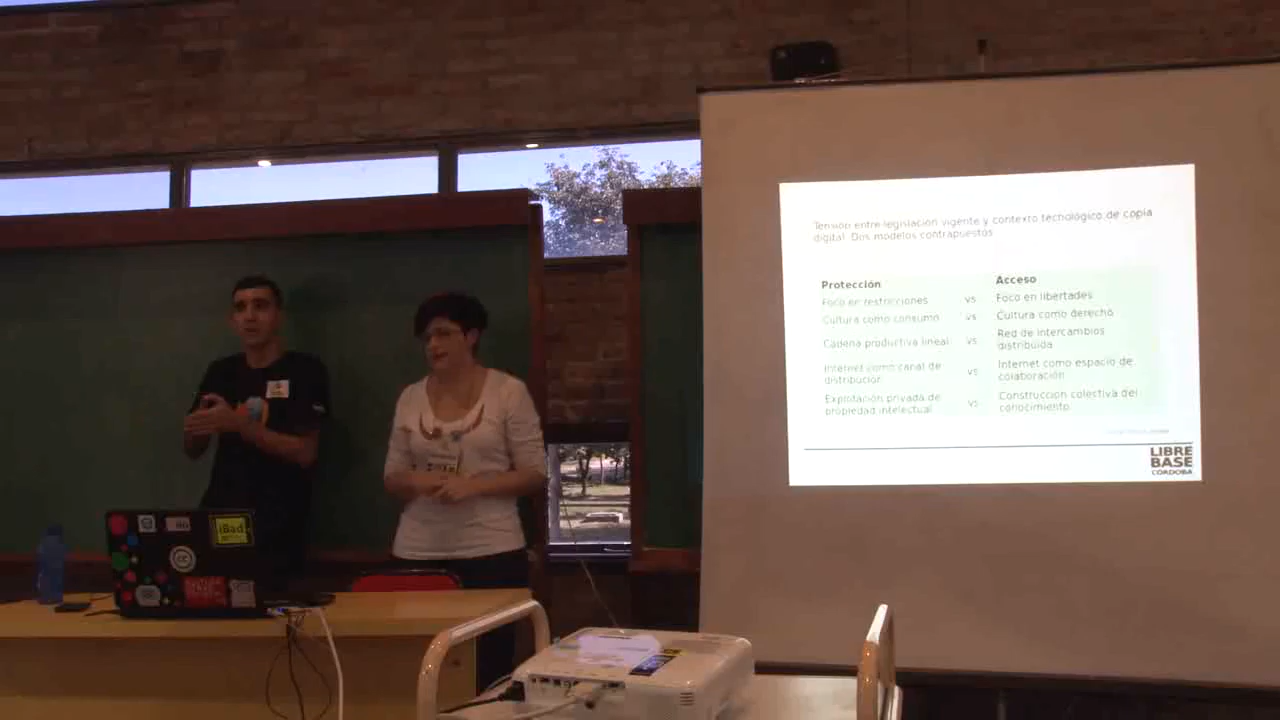 Tensión entre legislación vigente y contexto tecnológico de copia
digital. Dos modelos contrapuestos
Protección Acceso
Foco en restricciones vs Foco en libertades
Cultura como consumo vs Cultura como derecho
Cadena productiva lineal vs Red de intercambios
distribuida
Internet como canal de
distribución vs Internet como espacio de
colaboración
Explotación privada de
propiedad intelectual vs Construcción colectiva del
conocimiento
LIBRE
BASE
CÓRDOBA
iBad
cc